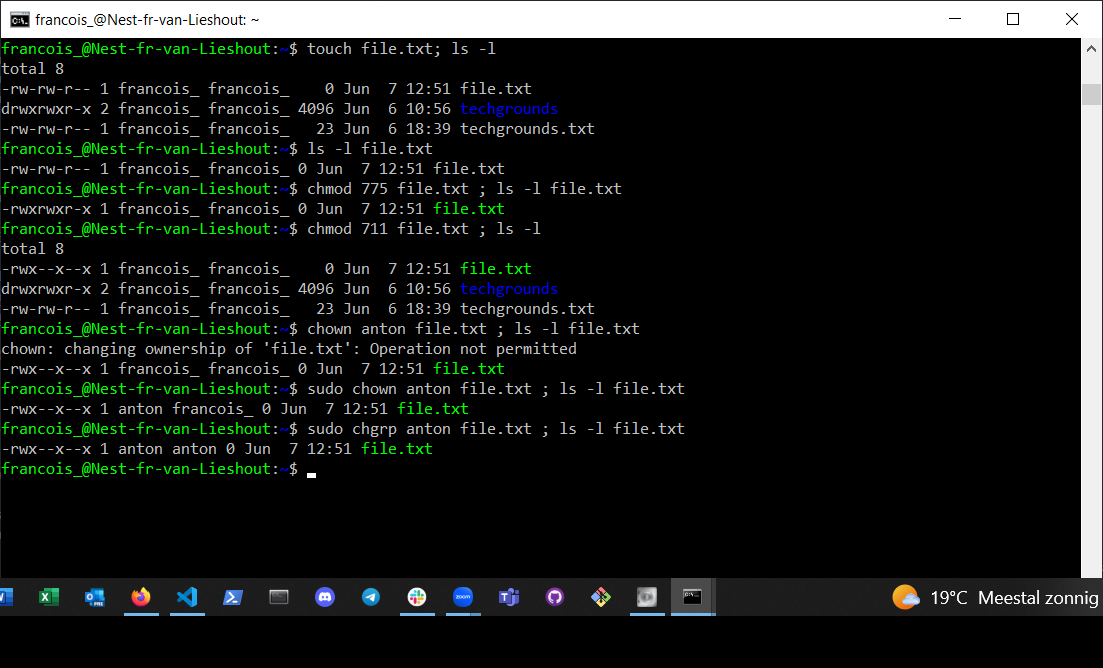 francois_@Nest-fr-van-Lieshout: ~
francois_@Nest-fr-van-Lieshout:~$ touch file.txt; ls -l
total 8
-rw-rw-r-- 1 francois_ francois_    0 Jun  7 12:51 file.txt
drwxrwxr-x 2 francois_ francois_ 4096 Jun  6 10:56 techgrounds
-rw-rw-r-- 1 francois_ francois_   23 Jun  6 18:39 techgrounds.txt
francois_@Nest-fr-van-Lieshout:~$ ls -l file.txt
-rw-rw-r-- 1 francois_ francois_ 0 Jun  7 12:51 file.txt
francois_@Nest-fr-van-Lieshout:~$ chmod 775 file.txt ; ls -l file.txt
-rwxrwxr-x 1 francois_ francois_ 0 Jun  7 12:51 file.txt
francois_@Nest-fr-van-Lieshout:~$ chmod 711 file.txt ; ls -l
total 8
-rwx--x--x 1 francois_ francois_    0 Jun  7 12:51 file.txt
drwxrwxr-x 2 francois_ francois_ 4096 Jun  6 10:56 techgrounds
-rw-rw-r-- 1 francois_ francois_   23 Jun  6 18:39 techgrounds.txt
francois_@Nest-fr-van-Lieshout:~$ chown anton file.txt ; ls -l file.txt
chown: changing ownership of 'file.txt': Operation not permitted
-rwx--x--x 1 francois_ francois_ 0 Jun  7 12:51 file.txt
francois_@Nest-fr-van-Lieshout:~$ sudo chown anton file.txt ; ls -l file.txt
-rwx--x--x 1 anton francois_ 0 Jun  7 12:51 file.txt
francois_@Nest-fr-van-Lieshout:~$ sudo chgrp anton file.txt ; ls -l file.txt
-rwx--x--x 1 anton anton 0 Jun  7 12:51 file.txt
francois_@Nest-fr-van-Lieshout:~$
zoom
19°C Meestal zonnig